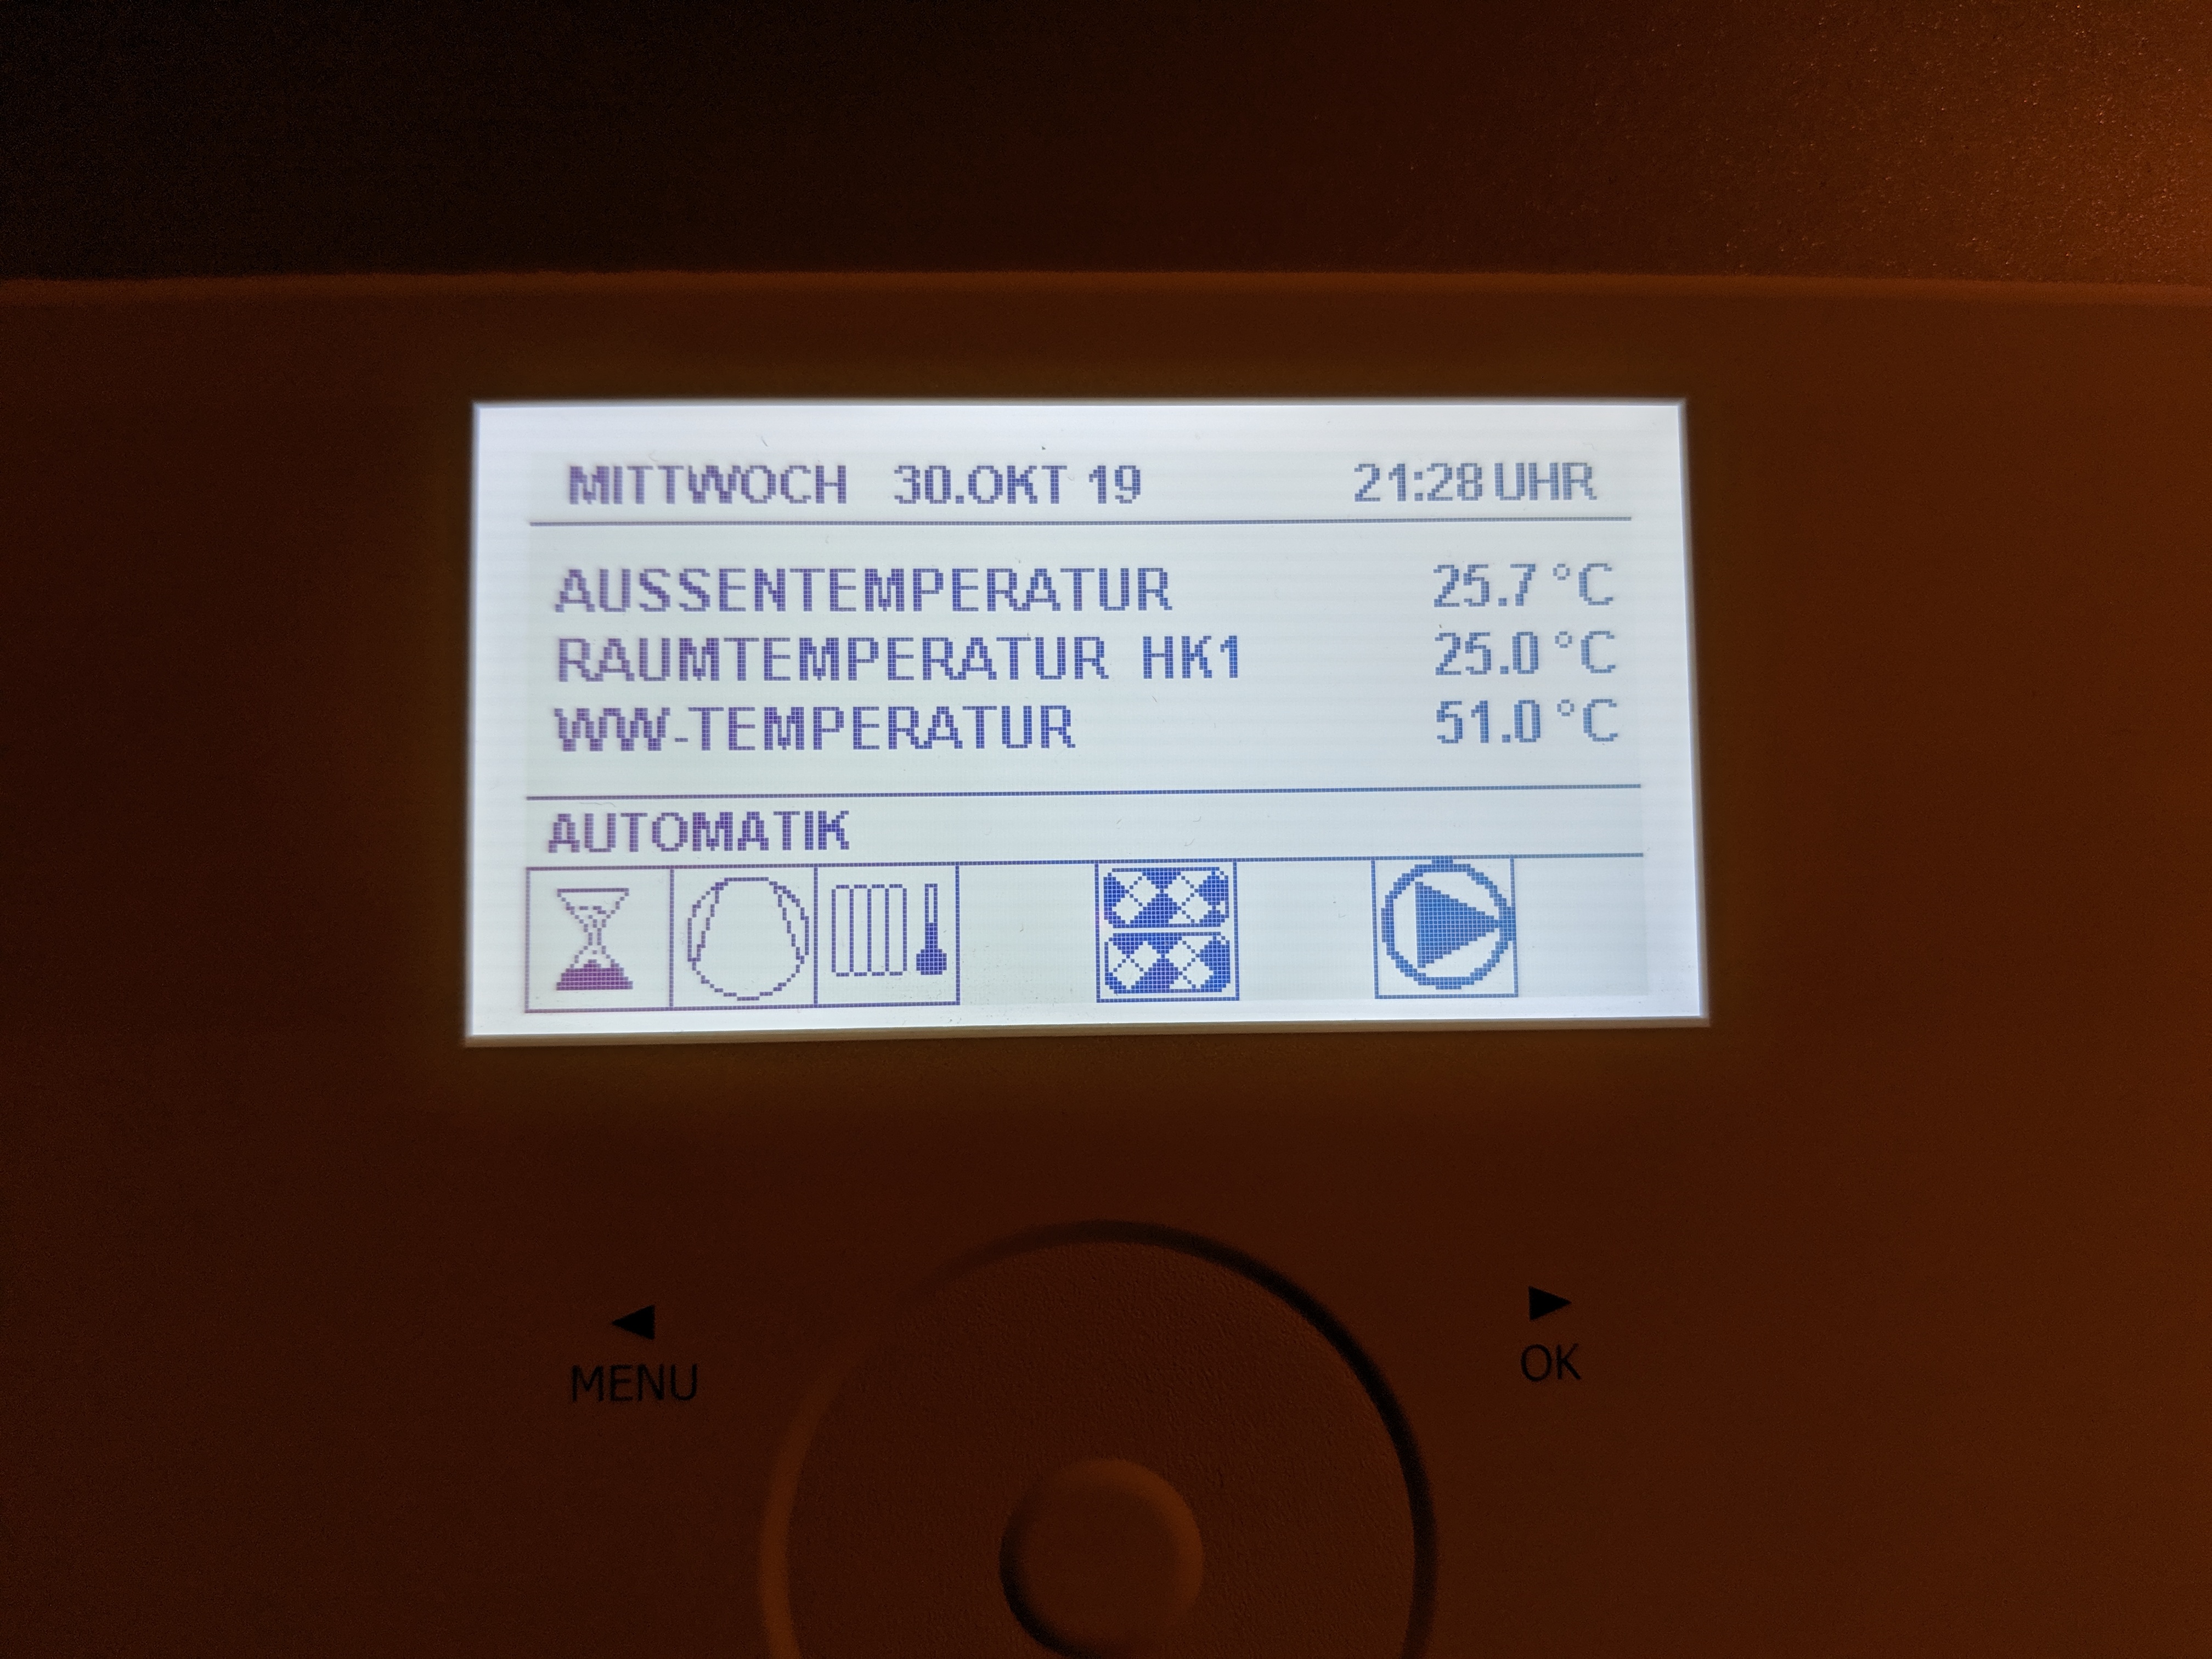 MITTWOCH 30.OKT 19 21:28 UHR
AUSSENTEMPERATUR 25.7 °C
RAUMTEMPERATUR HK1 25.0 °C
WW-TEMPERATUR 51.0 °C
AUTOMATIK
MENU
OK